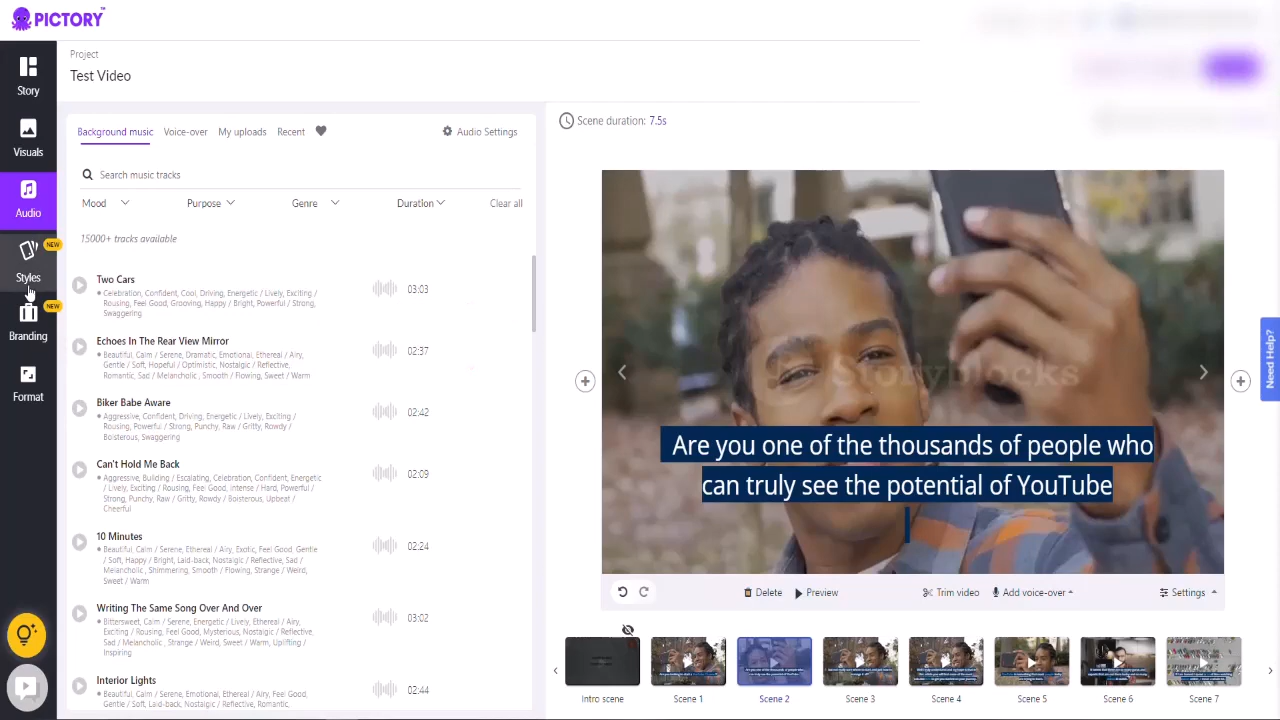 PICTORY™
Project
Test Video
Story
Visuals
Audio
Styles
NEW
Branding
NEW
Format
Background music
Voice-over
My uploads
Recent
Audio Settings
Search music tracks
Mood
Purpose
Genre
Duration
Clear all
15000+ tracks available
Two Cars
Celebration, Confident, Cool, Driving, Energetic / Lively, Exciting /
Rousing, Feel Good, Grooving, Happy / Bright, Powerful / Strong,
Swaggering
03:03
Echoes In The Rear View Mirror
Beautiful, Calm / Serene, Dramatic, Emotional, Ethereal / Airy,
Gentle / Soft, Hopeful / Optimistic, Nostalgic / Reflective,
Romantic, Sad / Melancholic , Smooth / Flowing, Sweet / Warm
02:37
Biker Babe Aware
Aggressive, Confident, Driving, Energetic / Lively, Exciting /
Rousing, Powerful / Strong, Punchy, Raw / Gritty, Rowdy /
Boisterous, Swaggering
02:42
Can't Hold Me Back
Aggressive, Building / Escalating, Celebration, Confident, Energetic
/ Lively, Exciting / Rousing, Feel Good, Intense / Hard, Powerful /
Strong, Punchy, Raw / Gritty, Rowdy / Boisterous, Upbeat /
Cheerful
02:09
10 Minutes
Beautiful, Calm / Serene, Ethereal / Airy, Exotic, Feel Good, Gentle
/ Soft, Happy / Bright, Laid-back, Nostalgic / Reflective, Sad /
Melancholic , Shimmering, Smooth / Flowing, Strange / Weird,
Sweet / Warm
02:24
Writing The Same Song Over And Over
Bittersweet, Calm / Serene, Energetic / Lively, Ethereal / Airy,
Exciting / Rousing, Feel Good, Mysterious, Nostalgic / Reflective,
Sad / Melancholic , Strange / Weird, Sweet / Warm, Uplifting /
Inspiring
03:02
Interior Lights
Beautiful, Calm / Serene, Emotional, Ethereal / Airy, Feel Good,
Gentle / Soft, Happy / Bright, Laid-back, Nostalgic / Reflective, Romantic,
02:44
Scene duration: 7.5s
Are you one of the thousands of people who
can truly see the potential of YouTube
Delete
Preview
Trim video
Add voice-over
Settings
Intro scene
Scene 1
Scene 2
Scene 3
Scene 4
Scene 5
Scene 6
Scene 7
Need Help?